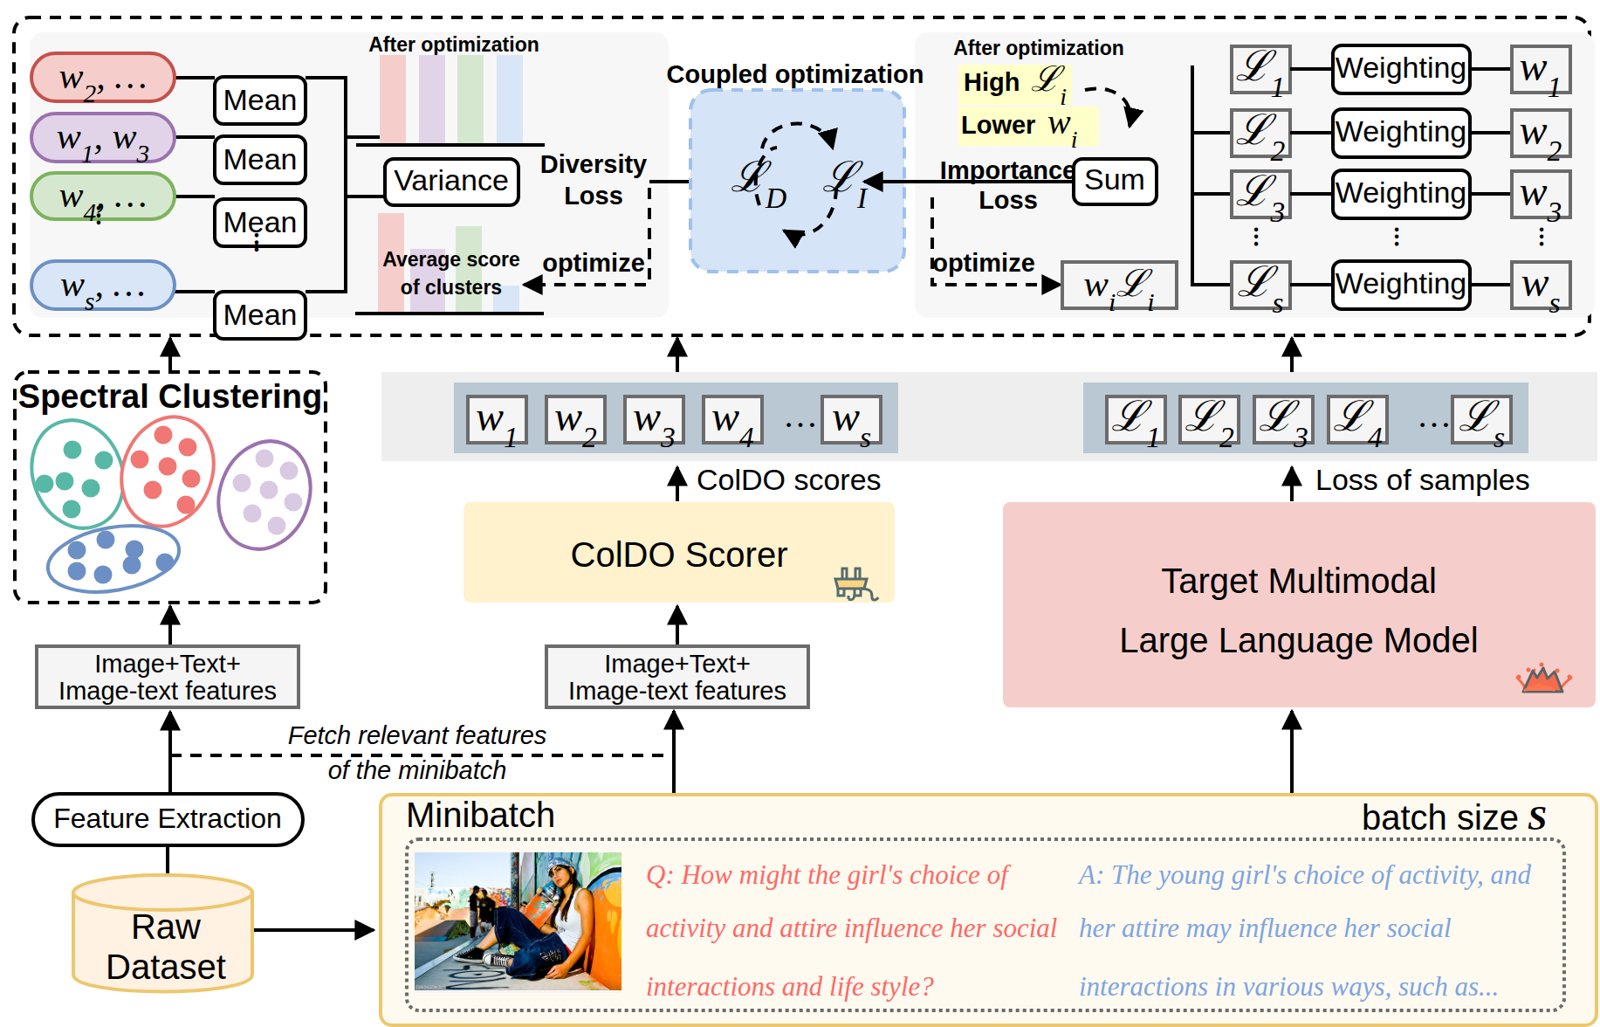 After optimization
w2, …
Mean
w1, w3
Mean
w4, …
Mean
ws, …
Mean
Variance
Average score
of clusters
Diversity
Loss
optimize
Coupled optimization
ℒD
ℒI
After optimization
High ℒi
Lower wi
Importance
Loss
Sum
optimize
wiℒi
ℒ1 Weighting w1
ℒ2 Weighting w2
ℒ3 Weighting w3
ℒs Weighting ws
Spectral Clustering
w1 w2 w3 w4 … ws
ℒ1 ℒ2 ℒ3 ℒ4 … ℒs
ColDO scores
Loss of samples
ColDO Scorer
Target Multimodal
Large Language Model
Image+Text+
Image-text features
Image+Text+
Image-text features
Fetch relevant features
of the minibatch
Feature Extraction
Raw
Dataset
Minibatch
batch size S
Q: How might the girl's choice of
activity and attire influence her social
interactions and life style?
A: The young girl's choice of activity, and
her attire may influence her social
interactions in various ways, such as...